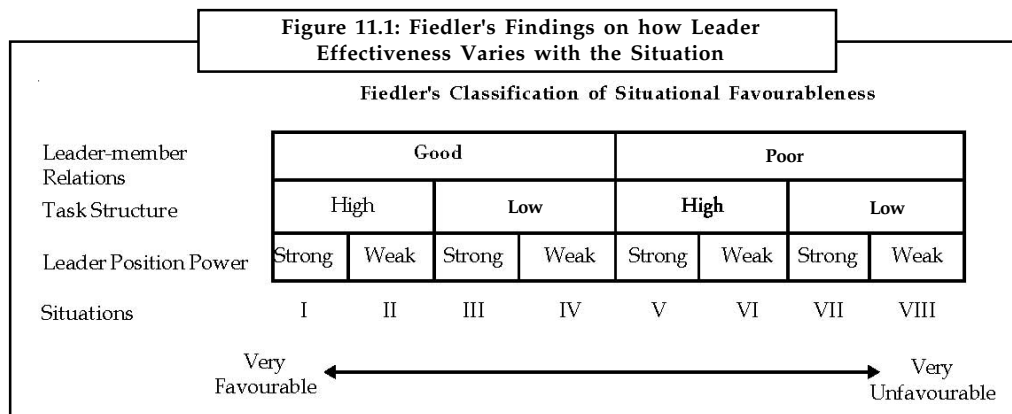 Figure 11.1: Fiedler's Findings on how Leader
Effectiveness Varies with the Situation
Fiedler's Classification of Situational Favourableness
Leader-member
Relations
Good Poor
Task Structure High Low High Low
Leader Position Power Strong Weak Strong Weak Strong Weak Strong Weak
Situations I II III IV V VI VII VIII
Very
Favourable
Very
Unfavourable